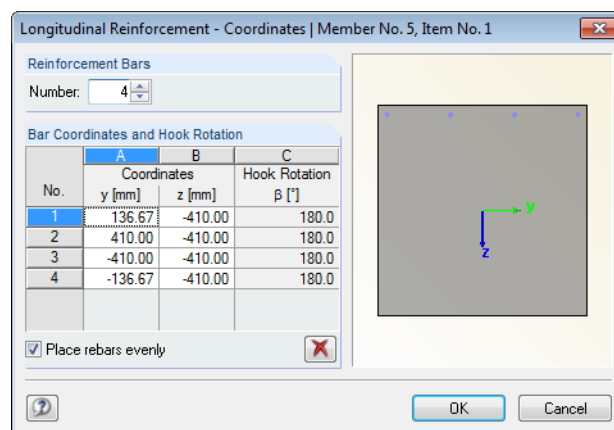 Longitudinal Reinforcement - Coordinates | Member No. 5, Item No. 1
Reinforcement Bars
Number: 4
Bar Coordinates and Hook Rotation
A B C
Coordinates Hook Rotation
No. y [mm] z [mm] β [°]
1 136.67 -410.00 180.0
2 410.00 -410.00 180.0
3 -410.00 -410.00 180.0
4 -136.67 -410.00 180.0
Place rebars evenly
y
z
OK Cancel